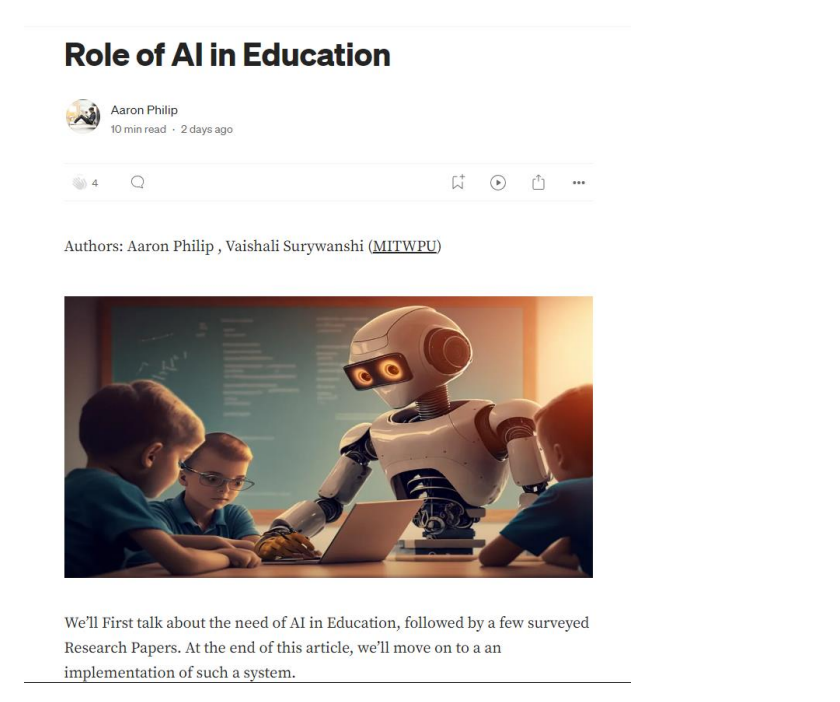 Role of AI in Education
Aaron Philip
10 min read · 2 days ago
4
Authors: Aaron Philip , Vaishali Surywanshi (MITWPU)
We’ll First talk about the need of AI in Education, followed by a few surveyed
Research Papers. At the end of this article, we’ll move on to a an
implementation of such a system.